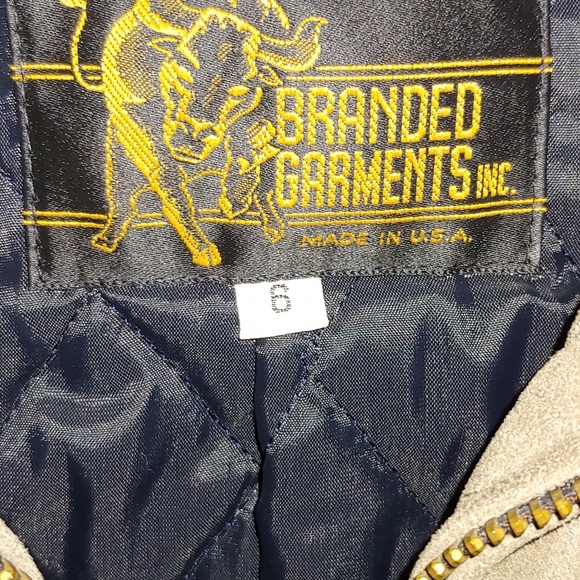 BRANDED
GARMENTS INC.
MADE IN U.S.A.
6